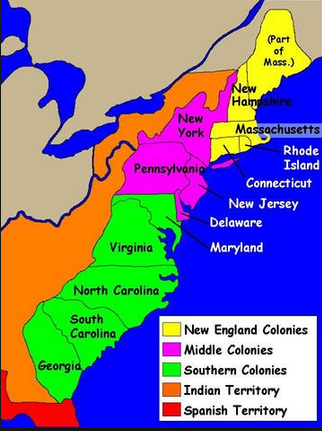 (Part
of
Mass.)
New
Hampshire
New
York
Massachusetts
Rhode
Island
Pennsylvania
Connecticut
New Jersey
Delaware
Virginia
Maryland
North Carolina
South
Carolina
Georgia
New England Colonies
Middle Colonies
Southern Colonies
Indian Territory
Spanish Territory